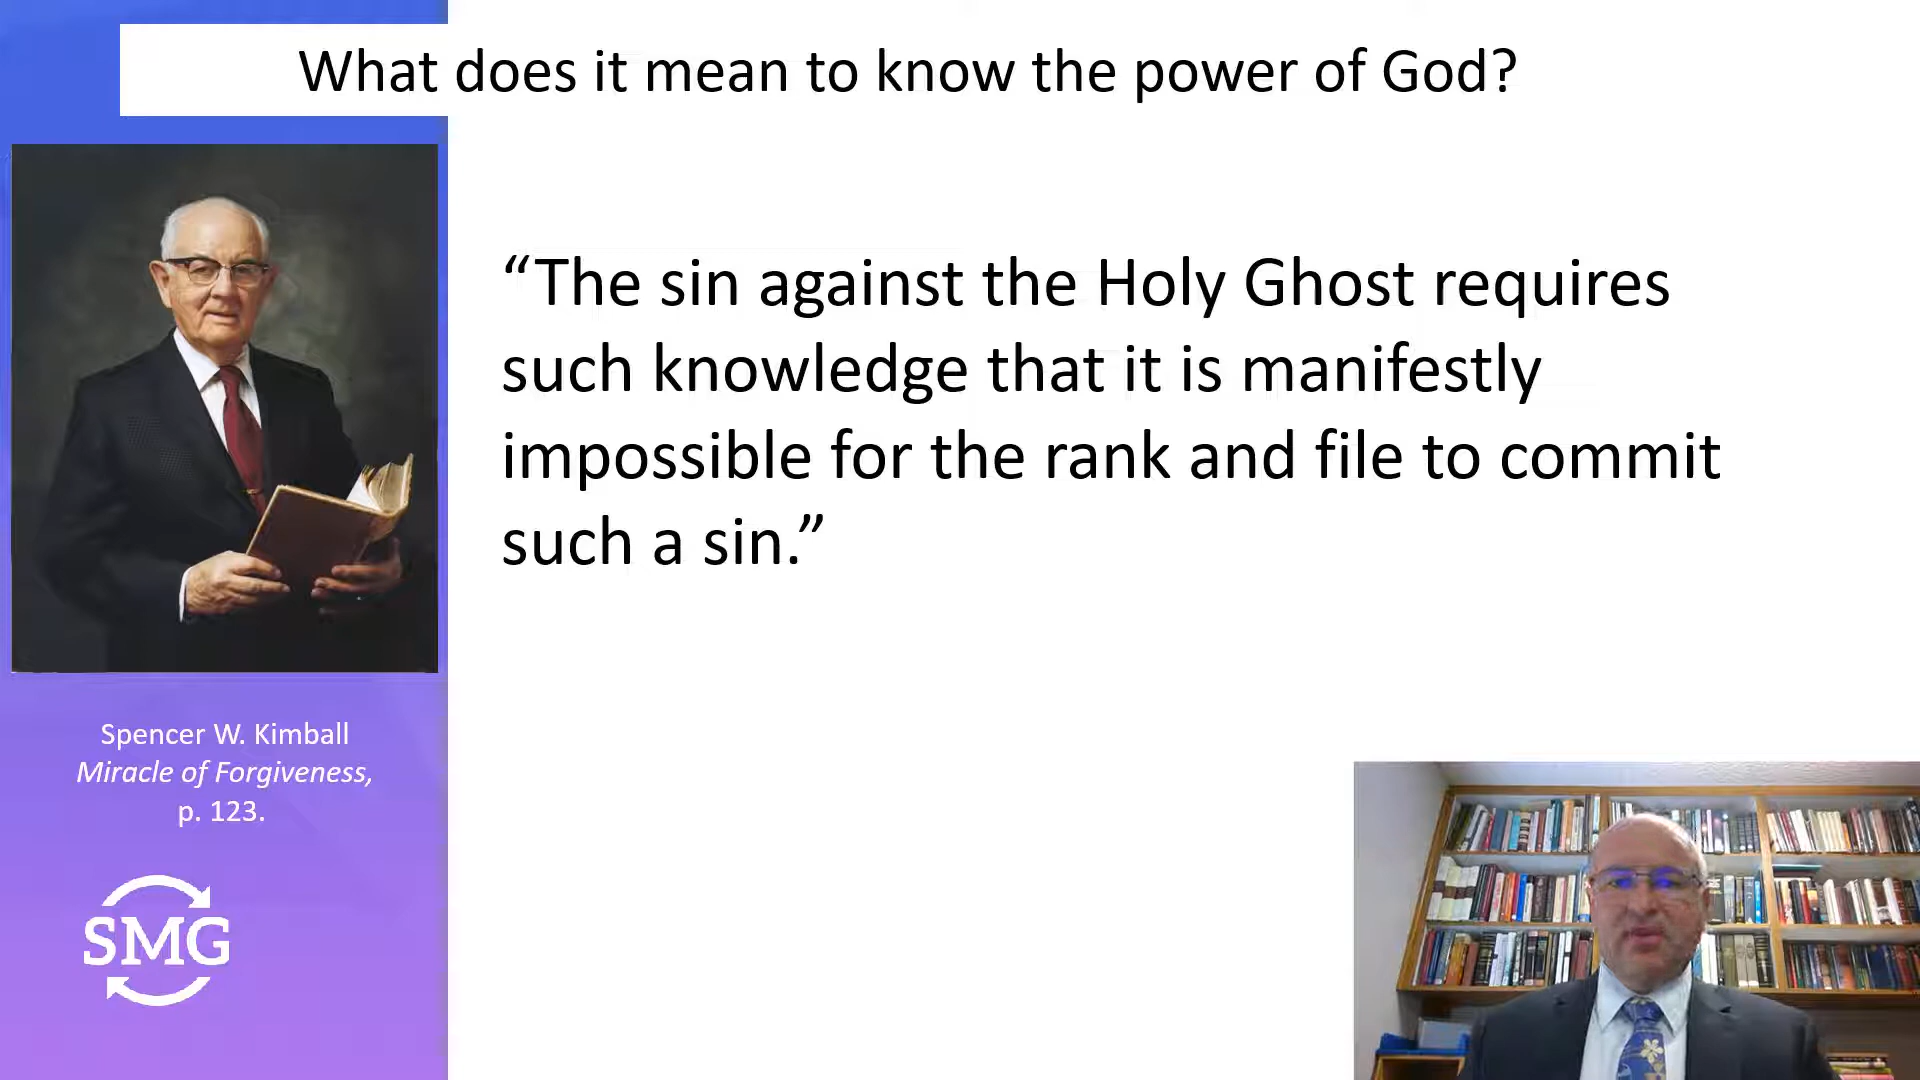 What does it mean to know the power of God?
“The sin against the Holy Ghost requires
such knowledge that it is manifestly
impossible for the rank and file to commit
such a sin.”
Spencer W. Kimball
Miracle of Forgiveness,
p. 123.
SMG